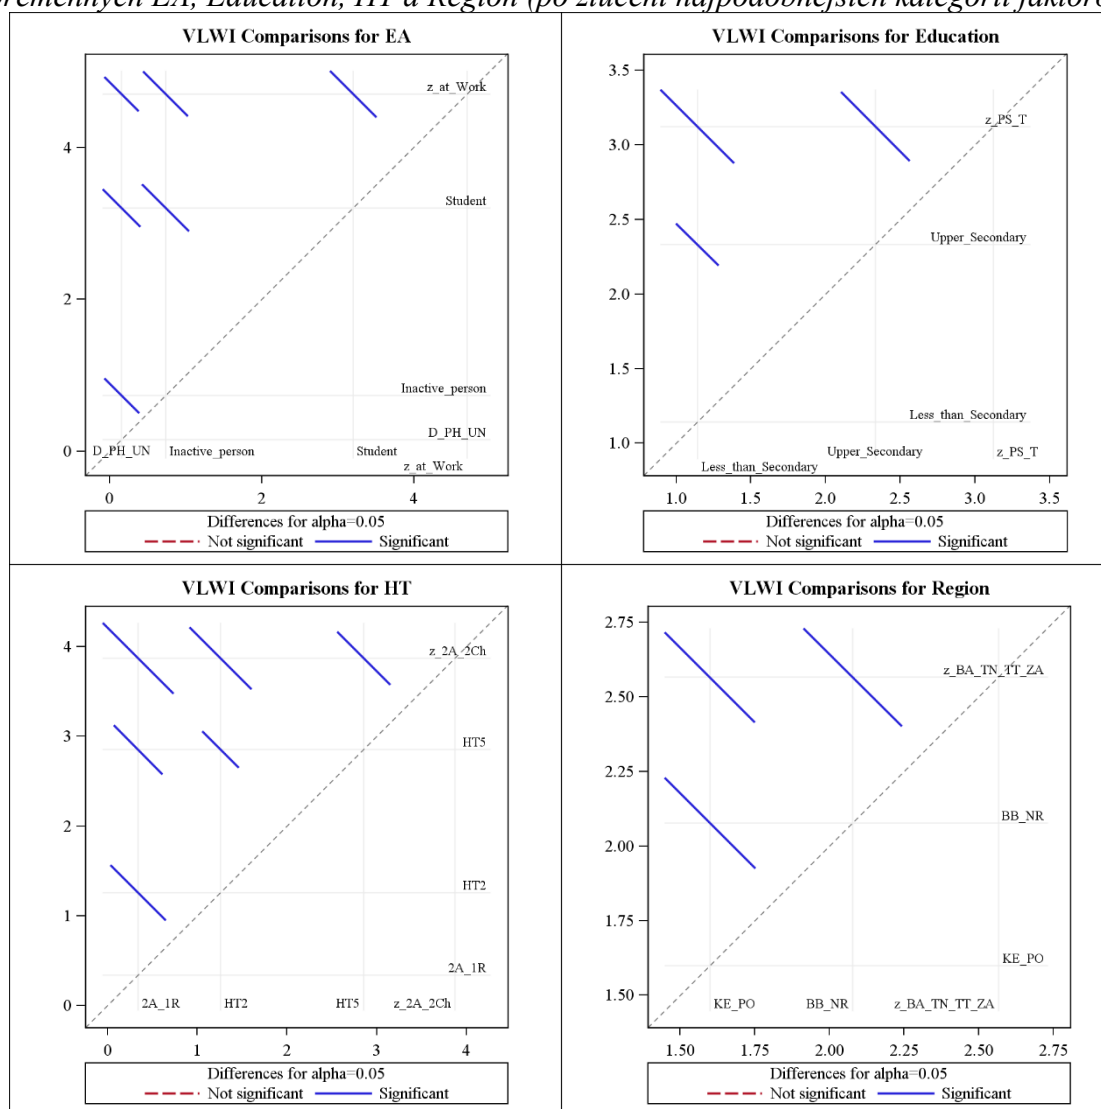 premenných EA, Education, HT a Region (po zlúčení najpodobnejších kategórií
VLWI Comparisons for EA
z_at_Work
4
Student
2
Inactive_person
D_PH_UN
0
D_PH_UN Inactive_person Student
z_at_Work
0 2 4
Differences for alpha=0.05
Not significant Significant
VLWI Comparisons for Education
3.5
z_PS_T
3.0
2.5
Upper_Secondary
2.0
1.5
Less_than_Secondary
1.0
Upper_Secondary z_PS_T
Less_than_Secondary
1.0 1.5 2.0 2.5 3.0 3.5
Differences for alpha=0.05
Not significant Significant
VLWI Comparisons for HT
4
z_2A_2Ch
3
HT5
2
HT2
1
2A_1R
0
2A_1R HT2 HT5 z_2A_2Ch
0 1 2 3 4
Differences for alpha=0.05
Not significant Significant
VLWI Comparisons for Region
2.75
z_BA_TN_TT_ZA
2.50
2.25
BB_NR
2.00
1.75
KE_PO
1.50
KE_PO BB_NR z_BA_TN_TT_ZA
1.50 1.75 2.00 2.25 2.50 2.75
Differences for alpha=0.05
Not significant Significant